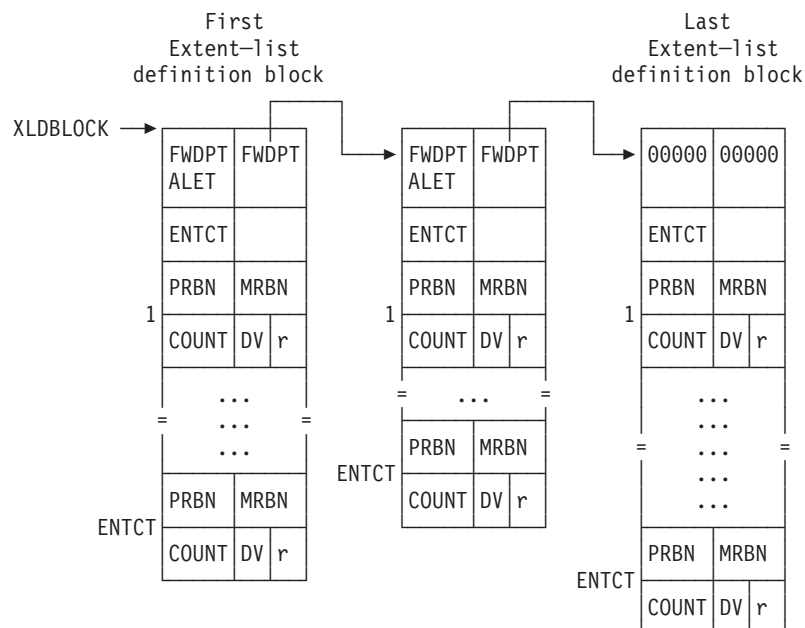 First
Extent—list
definition block
Last
Extent—list
definition block
XLDBLOCK
FWDPT FWDPT
ALET
ENTCT
PRBN MRBN
1
COUNT DV r
...
= ... =
...
PRBN MRBN
ENTCT
COUNT DV r
FWDPT FWDPT
ALET
ENTCT
PRBN MRBN
1
COUNT DV r
= ... =
PRBN MRBN
ENTCT
COUNT DV r
00000 00000
ENTCT
PRBN MRBN
1
COUNT DV r
...
...
= ... =
...
...
PRBN MRBN
ENTCT
COUNT DV r